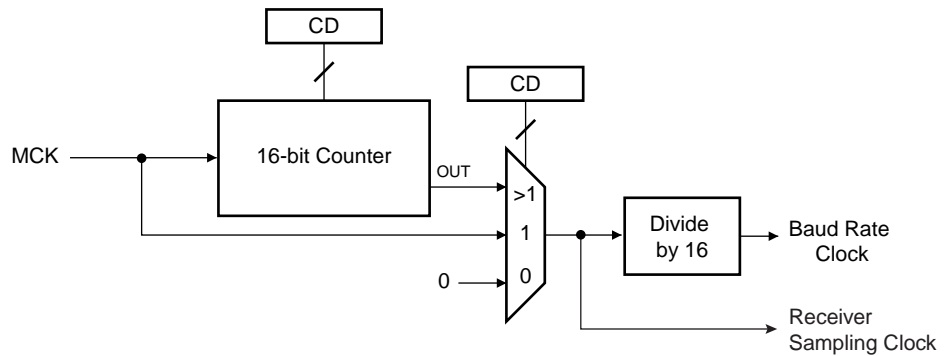 CD
CD
MCK
16-bit Counter
OUT
>1
1
0
0
Divide
by 16
Baud Rate
Clock
Receiver
Sampling Clock